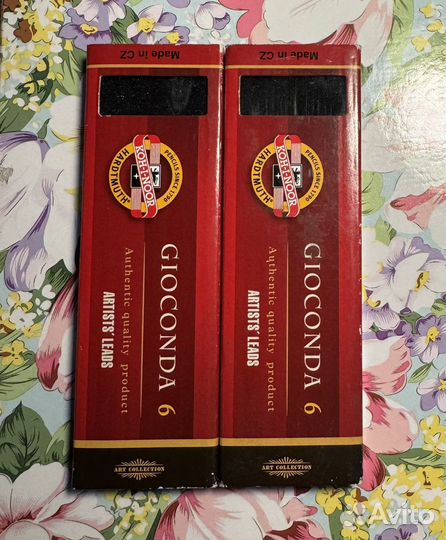 Made in CZ
HARDTMUTH
PENCILS SINCE 1790
KOH-I-NOOR
GIOCONDA 6
Authentic quality product
ARTISTS' LEADS
ART COLLECTION
Made in CZ
HARDTMUTH
PENCILS SINCE 1790
KOH-I-NOOR
GIOCONDA 6
Authentic quality product
ARTISTS' LEADS
ART COLLECTION
Avito